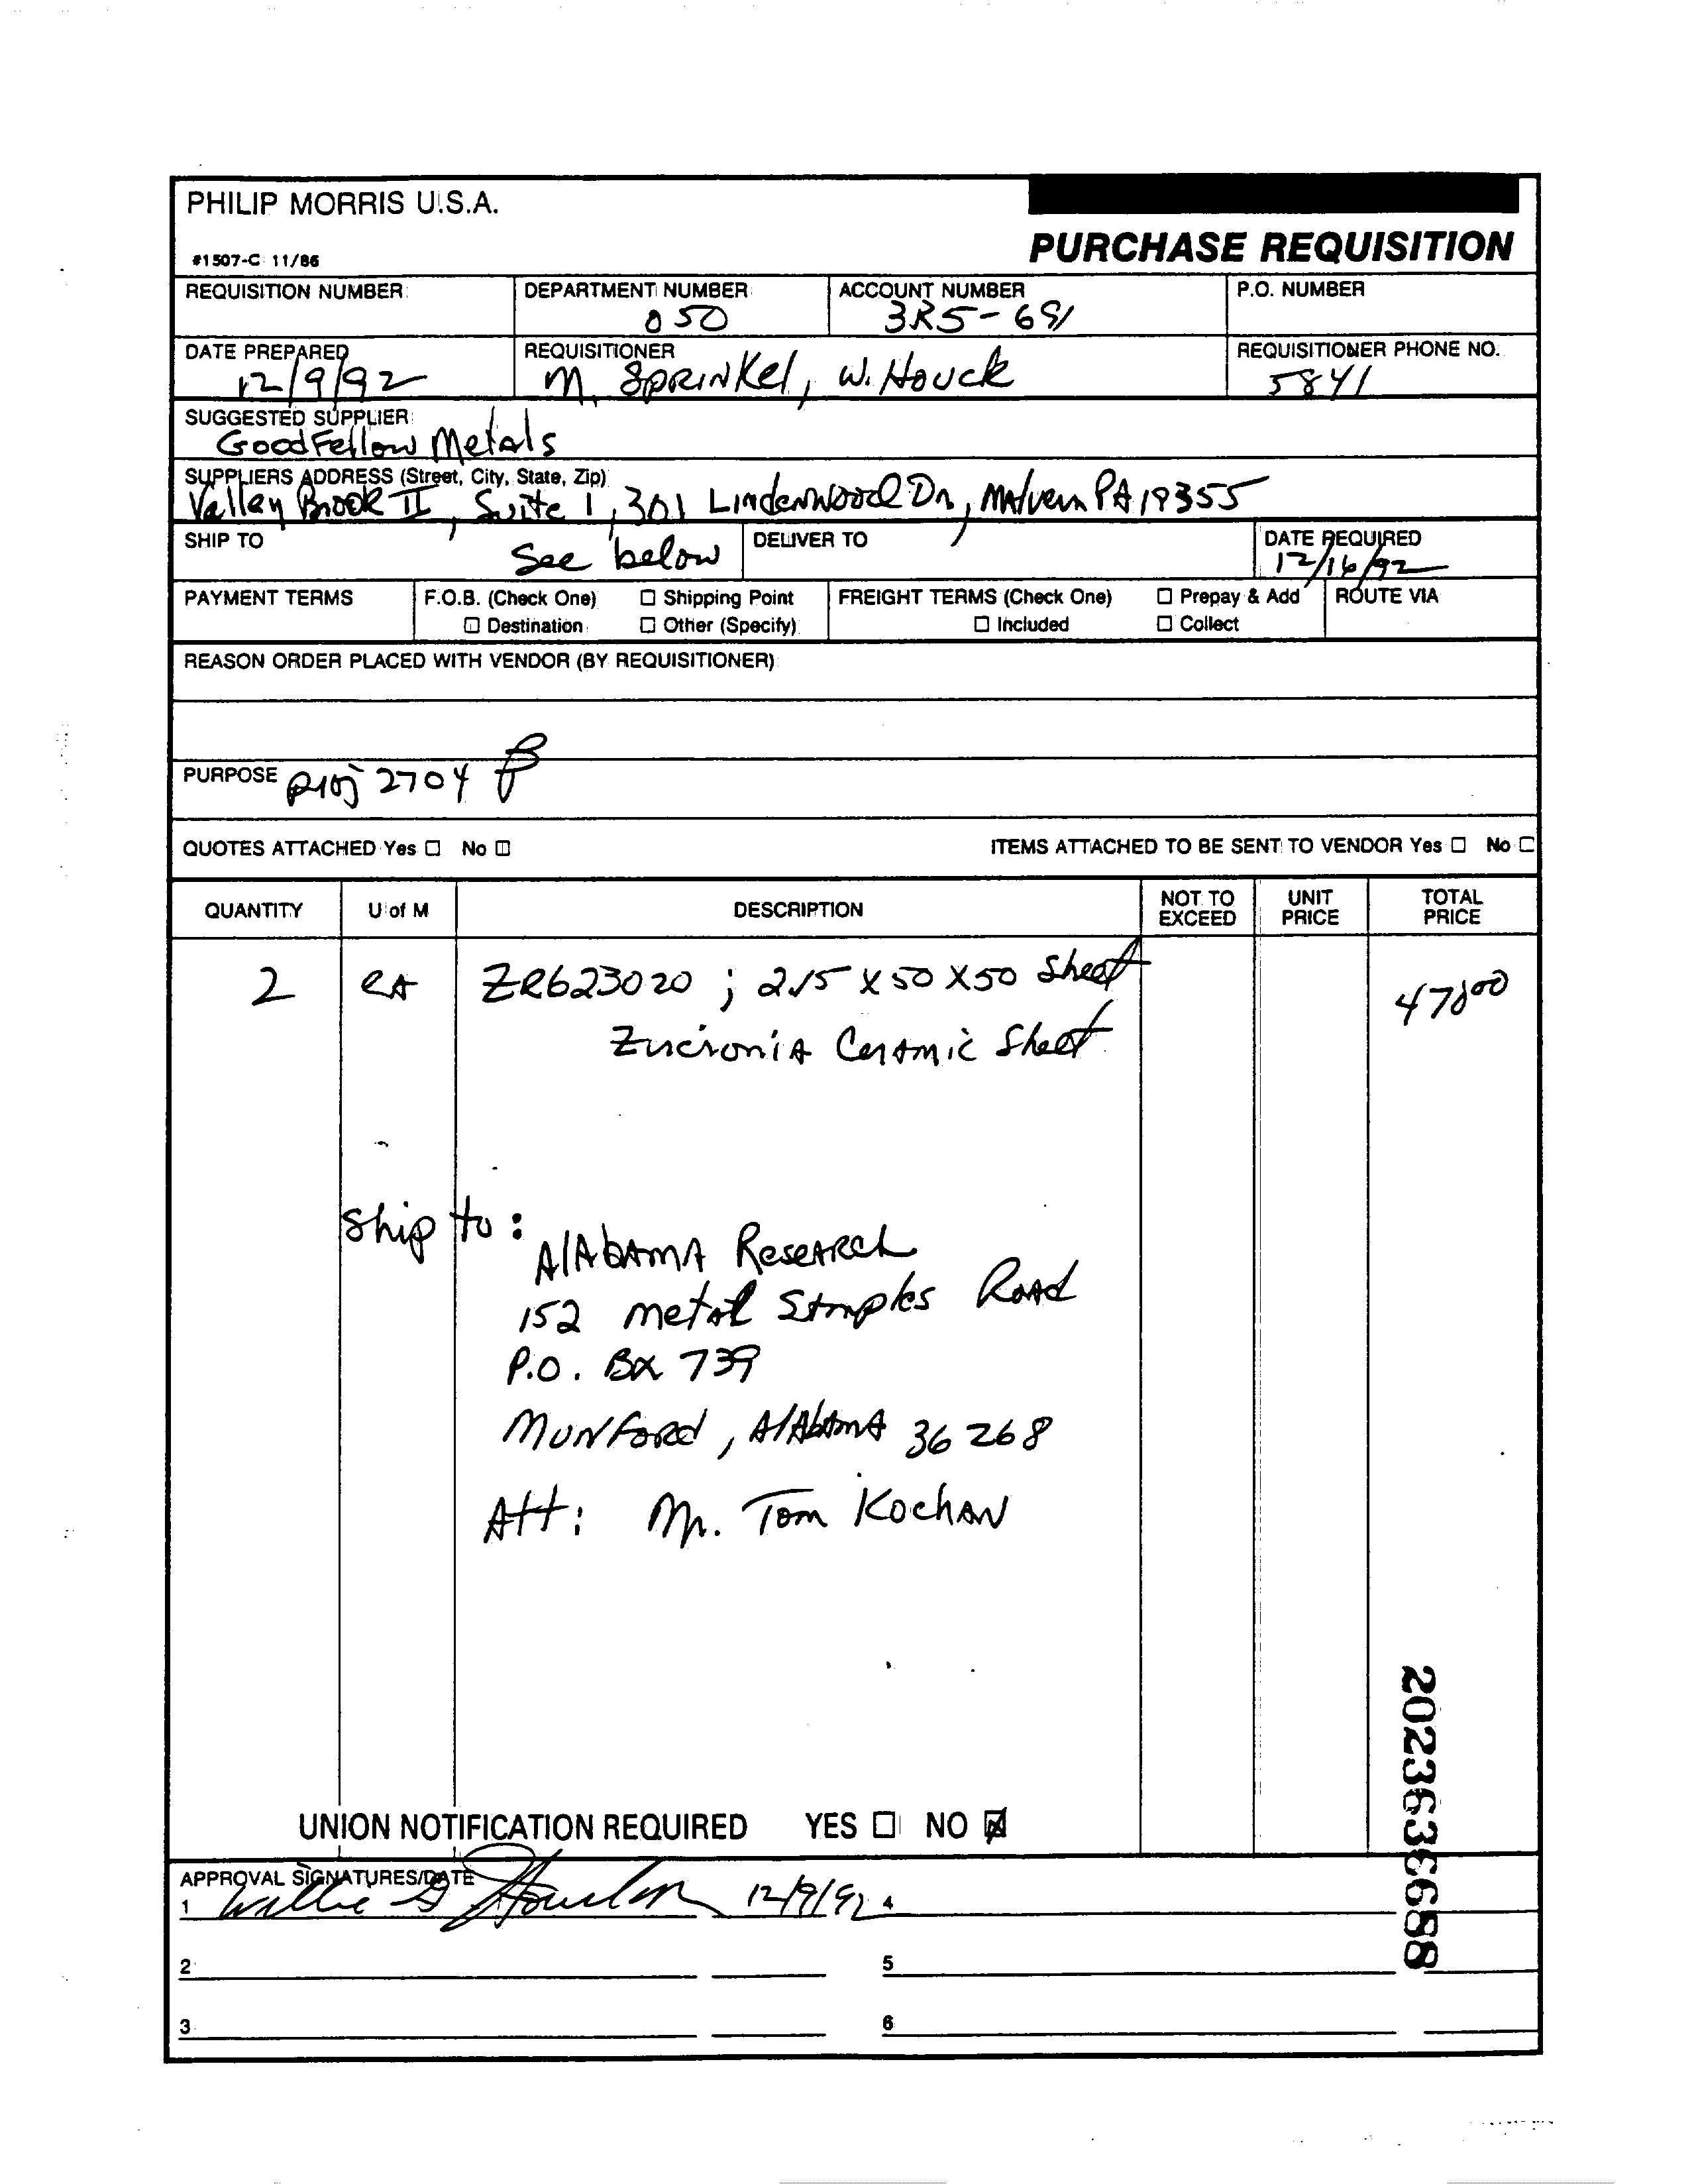 PHILIP MORRIS U.S.A.
#1507-C 11/86
PURCHASE REQUISITION
REQUISITION NUMBER
DEPARTMENT NUMBER
050
ACCOUNT NUMBER
3R5-691
P.O. NUMBER
DATE PREPARED
12/9/92
REQUISITIONER
M. SPRINKEl, W. HOUCK
REQUISITIONER PHONE NO.
5841
SUGGESTED SUPPLIER
GoodFellow Metals
SUPPLIERS ADDRESS (Street, City, State, Zip)
Valley Brook II, Suite 1, 301 Lindenwood Dr, Malvern PA 19355
SHIP TO
See below
DELIVER TO
DATE REQUIRED
12/16/92
PAYMENT TERMS
F.O.B. (Check One) ☐ Shipping Point
☐ Destination ☐ Other (Specify)
FREIGHT TERMS (Check One) ☐ Prepay & Add
☐ Included ☐ Collect
ROUTE VIA
REASON ORDER PLACED WITH VENDOR (BY REQUISITIONER)
PURPOSE Proj 2704
QUOTES ATTACHED Yes ☐ No ☐
ITEMS ATTACHED TO BE SENT TO VENDOR Yes ☐ No ☐
QUANTITY U of M DESCRIPTION NOT TO EXCEED UNIT PRICE TOTAL PRICE
2 EA ZR623020 ; 2.15 X 50 X 50 Sheet 478.00
Zirconia Ceramic Sheet
Ship to:
Alabama Research
152 Metal Samples Road
P.O. Box 739
Munford, Alabama 36268
Att: Mr. Tom Kochan
UNION NOTIFICATION REQUIRED YES ☐ NO ☒
2023633688
APPROVAL SIGNATURES/DATE
1 Willie G 12/9/92 4
2 5
3 6